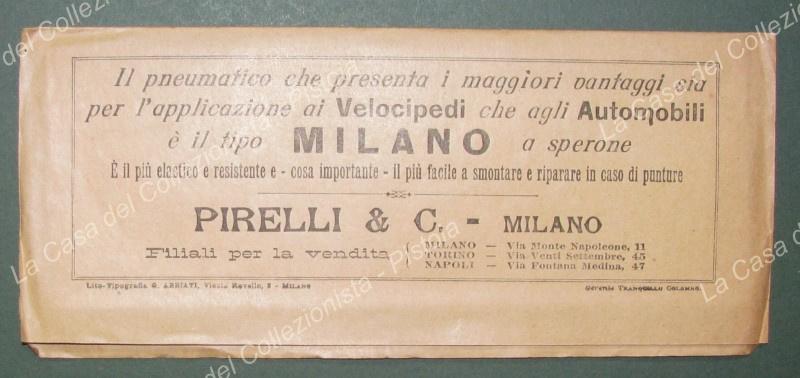 Il pneumatico che presenta i maggiori vantaggi sia
per l'applicazione ai Velocipedi che agli Automobili
è il tipo MILANO a sperone
È il più elastico e resistente e - cosa importante - il più facile a smontare e riparare in caso di punture
PIRELLI & C. - MILANO
Filiali per la vendita
MILANO — Via Monte Napoleone, 11
TORINO — Via Venti Settembre, 45
NAPOLI — Via Fontana Medina, 47
Lito-Tipografia G. ABBIATI, Vicolo Rovello, 2 - MILANO
Gerente TRANQUILLO COLOMBO.
La Casa del Collezionista - Pistoia